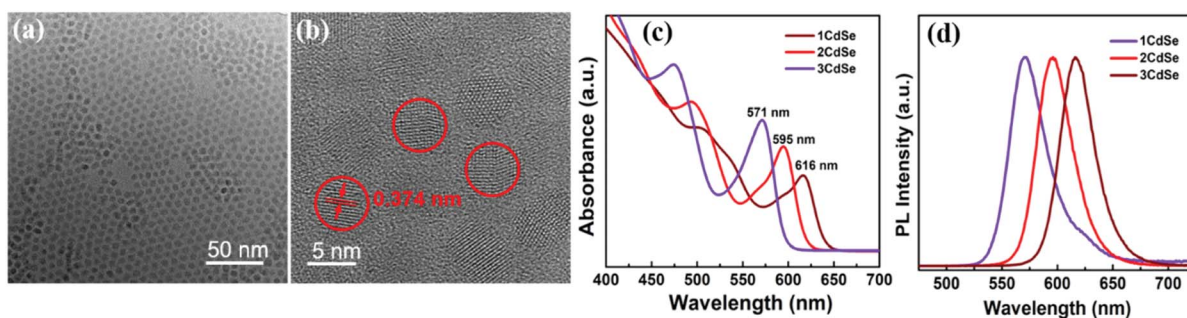 (a)
50 nm
(b)
0.374 nm
5 nm
(c)
1CdSe
2CdSe
3CdSe
571 nm
595 nm
616 nm
Absorbance (a.u.)
400 450 500 550 600 650 700
Wavelength (nm)
(d)
1CdSe
2CdSe
3CdSe
PL Intensity (a.u.)
500 550 600 650 700
Wavelength (nm)